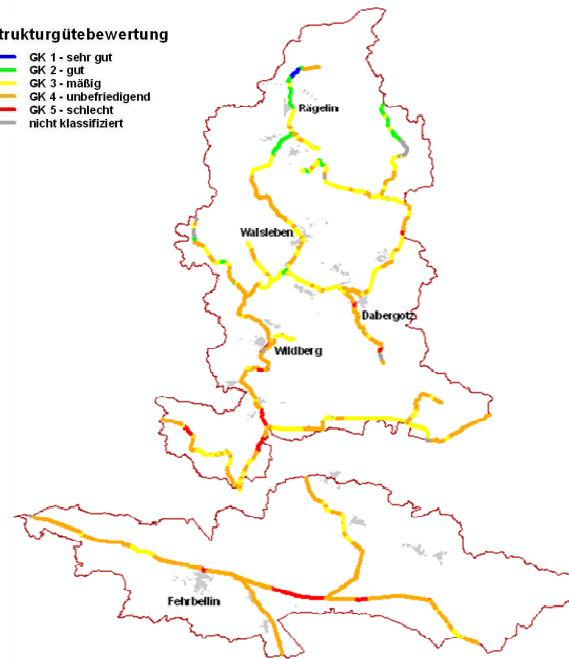 trukturgütebewertung
GK 1 - sehr gut
GK 2 - gut
GK 3 - mäßig
GK 4 - unbefriedigend
GK 5 - schlecht
nicht klassifiziert
Rägelin
Walsleben
Dabergotz
Wildberg
Fehrbellin